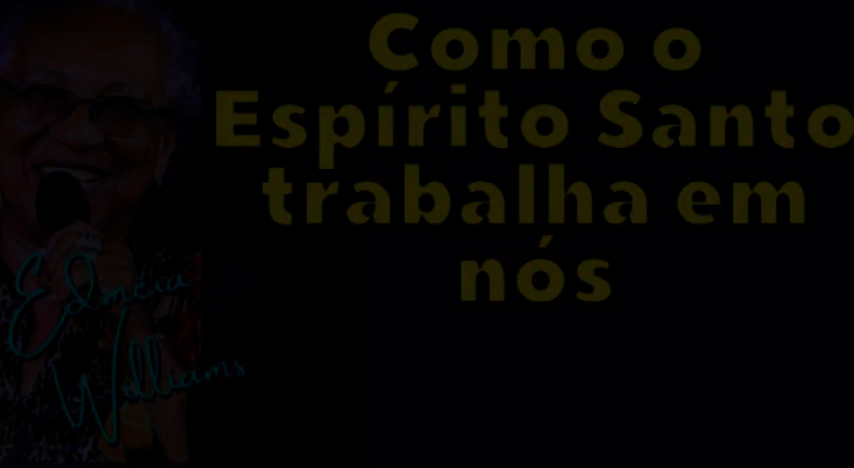 Como o
Espírito Santo
trabalha em
nós
Edméia
Williams